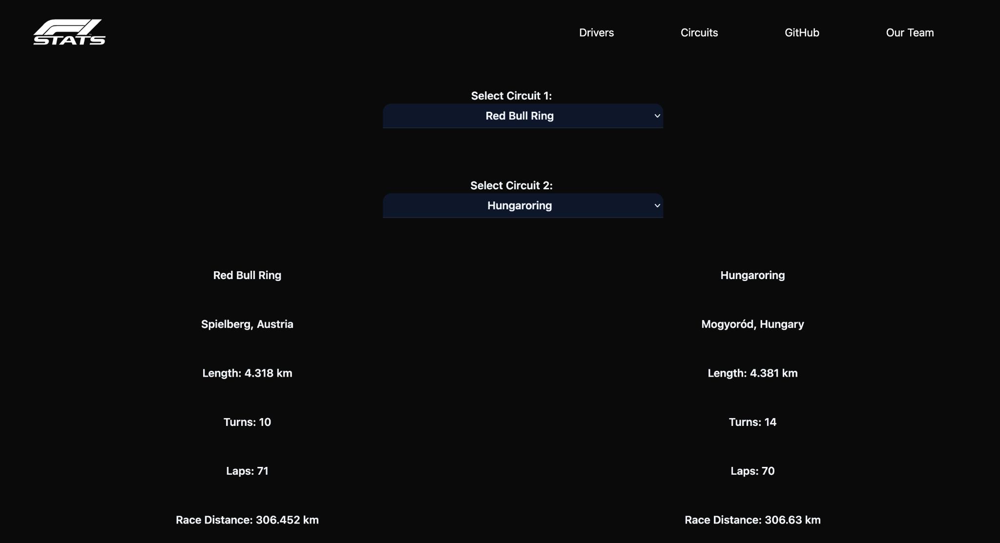 F1 STATS
Drivers
Circuits
GitHub
Our Team
Select Circuit 1:
Red Bull Ring
Select Circuit 2:
Hungaroring
Red Bull Ring
Hungaroring
Spielberg, Austria
Mogyoród, Hungary
Length: 4.318 km
Length: 4.381 km
Turns: 10
Turns: 14
Laps: 71
Laps: 70
Race Distance: 306.452 km
Race Distance: 306.63 km